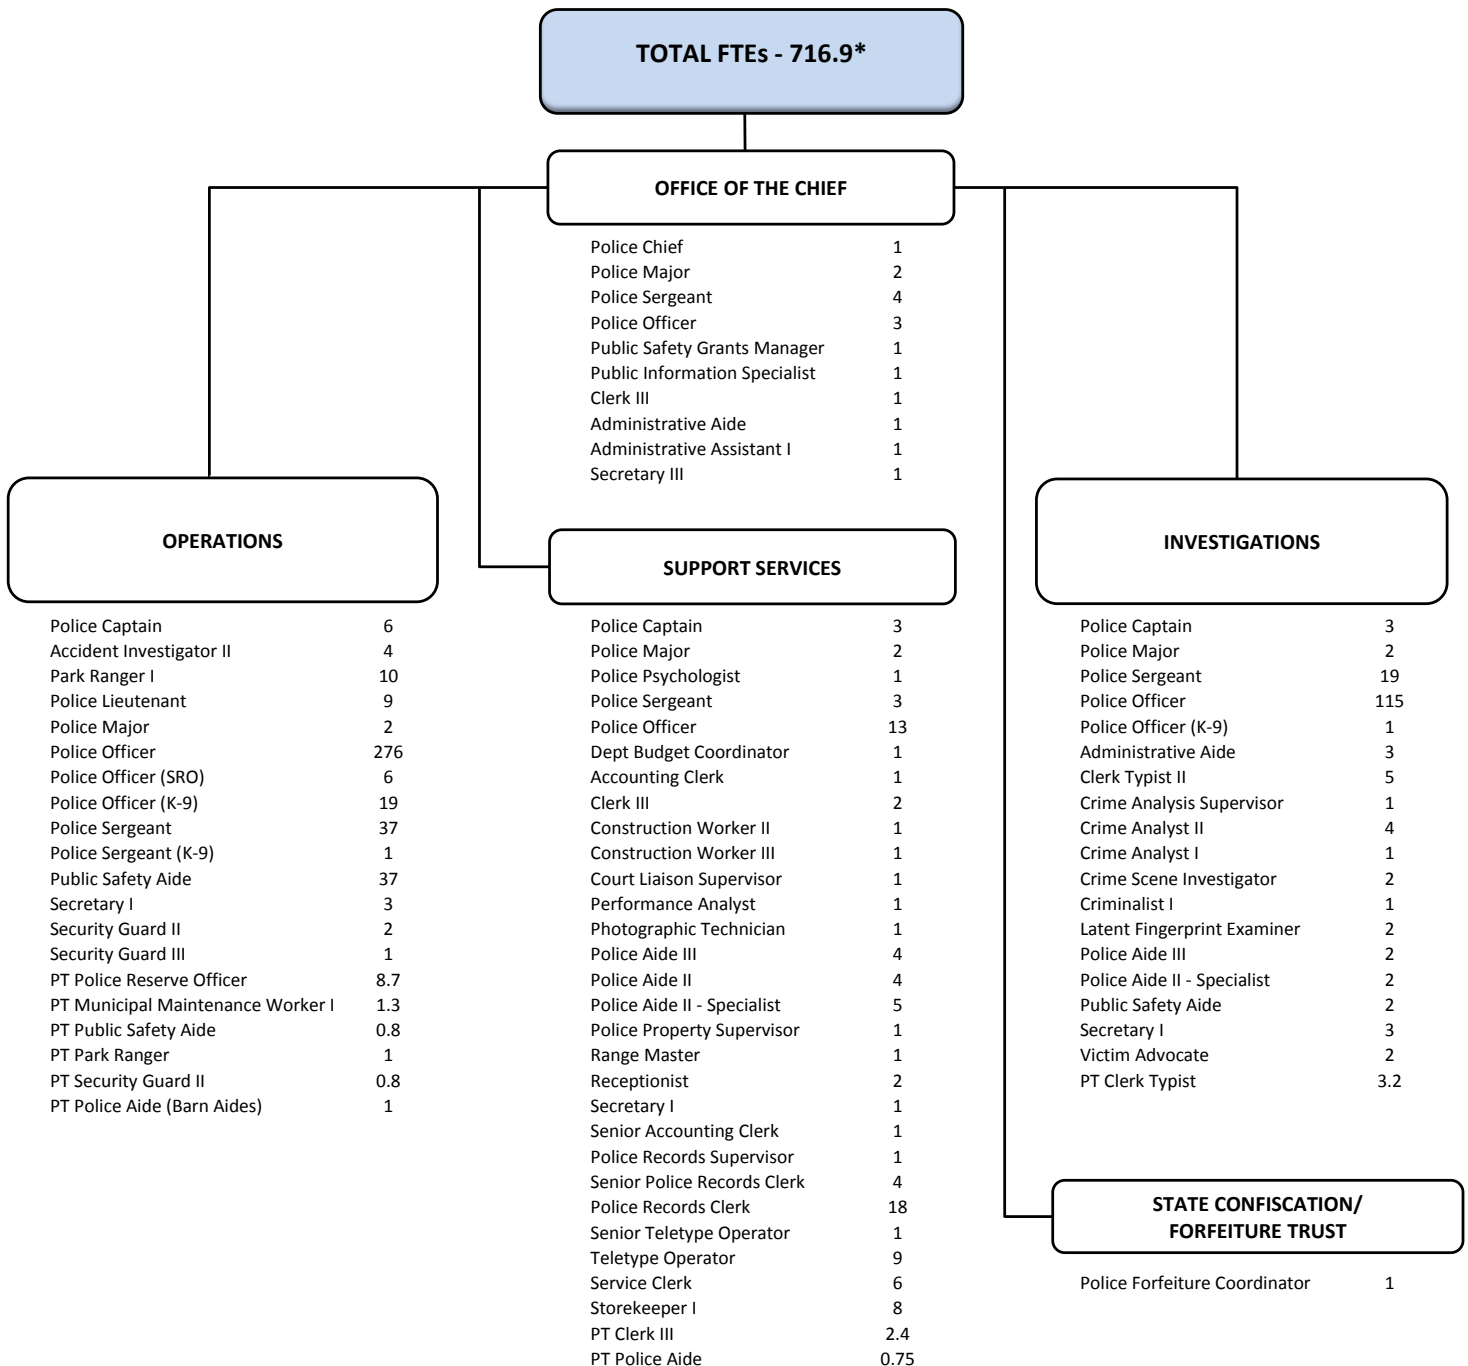 TOTAL FTEs - 716.9*
OFFICE OF THE CHIEF
Police Chief 1
Police Major 2
Police Sergeant 4
Police Officer 3
Public Safety Grants Manager 1
Public Information Specialist 1
Clerk III 1
Administrative Aide 1
Administrative Assistant I 1
Secretary III 1
OPERATIONS
Police Captain 6
Accident Investigator II 4
Park Ranger I 10
Police Lieutenant 9
Police Major 2
Police Officer 276
Police Officer (SRO) 6
Police Officer (K-9) 19
Police Sergeant 37
Police Sergeant (K-9) 1
Public Safety Aide 37
Secretary I 3
Security Guard II 2
Security Guard III 1
PT Police Reserve Officer 8.7
PT Municipal Maintenance Worker I 1.3
PT Public Safety Aide 0.8
PT Park Ranger 1
PT Security Guard II 0.8
PT Police Aide (Barn Aides) 1
SUPPORT SERVICES
Police Captain 3
Police Major 2
Police Psychologist 1
Police Sergeant 3
Police Officer 13
Dept Budget Coordinator 1
Accounting Clerk 1
Clerk III 2
Construction Worker II 1
Construction Worker III 1
Court Liaison Supervisor 1
Performance Analyst 1
Photographic Technician 1
Police Aide III 4
Police Aide II 4
Police Aide II - Specialist 5
Police Property Supervisor 1
Range Master 1
Receptionist 2
Secretary I 1
Senior Accounting Clerk 1
Police Records Supervisor 1
Senior Police Records Clerk 4
Police Records Clerk 18
Senior Teletype Operator 1
Teletype Operator 9
Service Clerk 6
Storekeeper I 8
PT Clerk III 2.4
PT Police Aide 0.75
INVESTIGATIONS
Police Captain 3
Police Major 2
Police Sergeant 19
Police Officer 115
Police Officer (K-9) 1
Administrative Aide 3
Clerk Typist II 5
Crime Analysis Supervisor 1
Crime Analyst II 4
Crime Analyst I 1
Crime Scene Investigator 2
Criminalist I 1
Latent Fingerprint Examiner 2
Police Aide III 2
Police Aide II - Specialist 2
Public Safety Aide 2
Secretary I 3
Victim Advocate 2
PT Clerk Typist 3.2
STATE CONFISCATION/
FORFEITURE TRUST
Police Forfeiture Coordinator 1